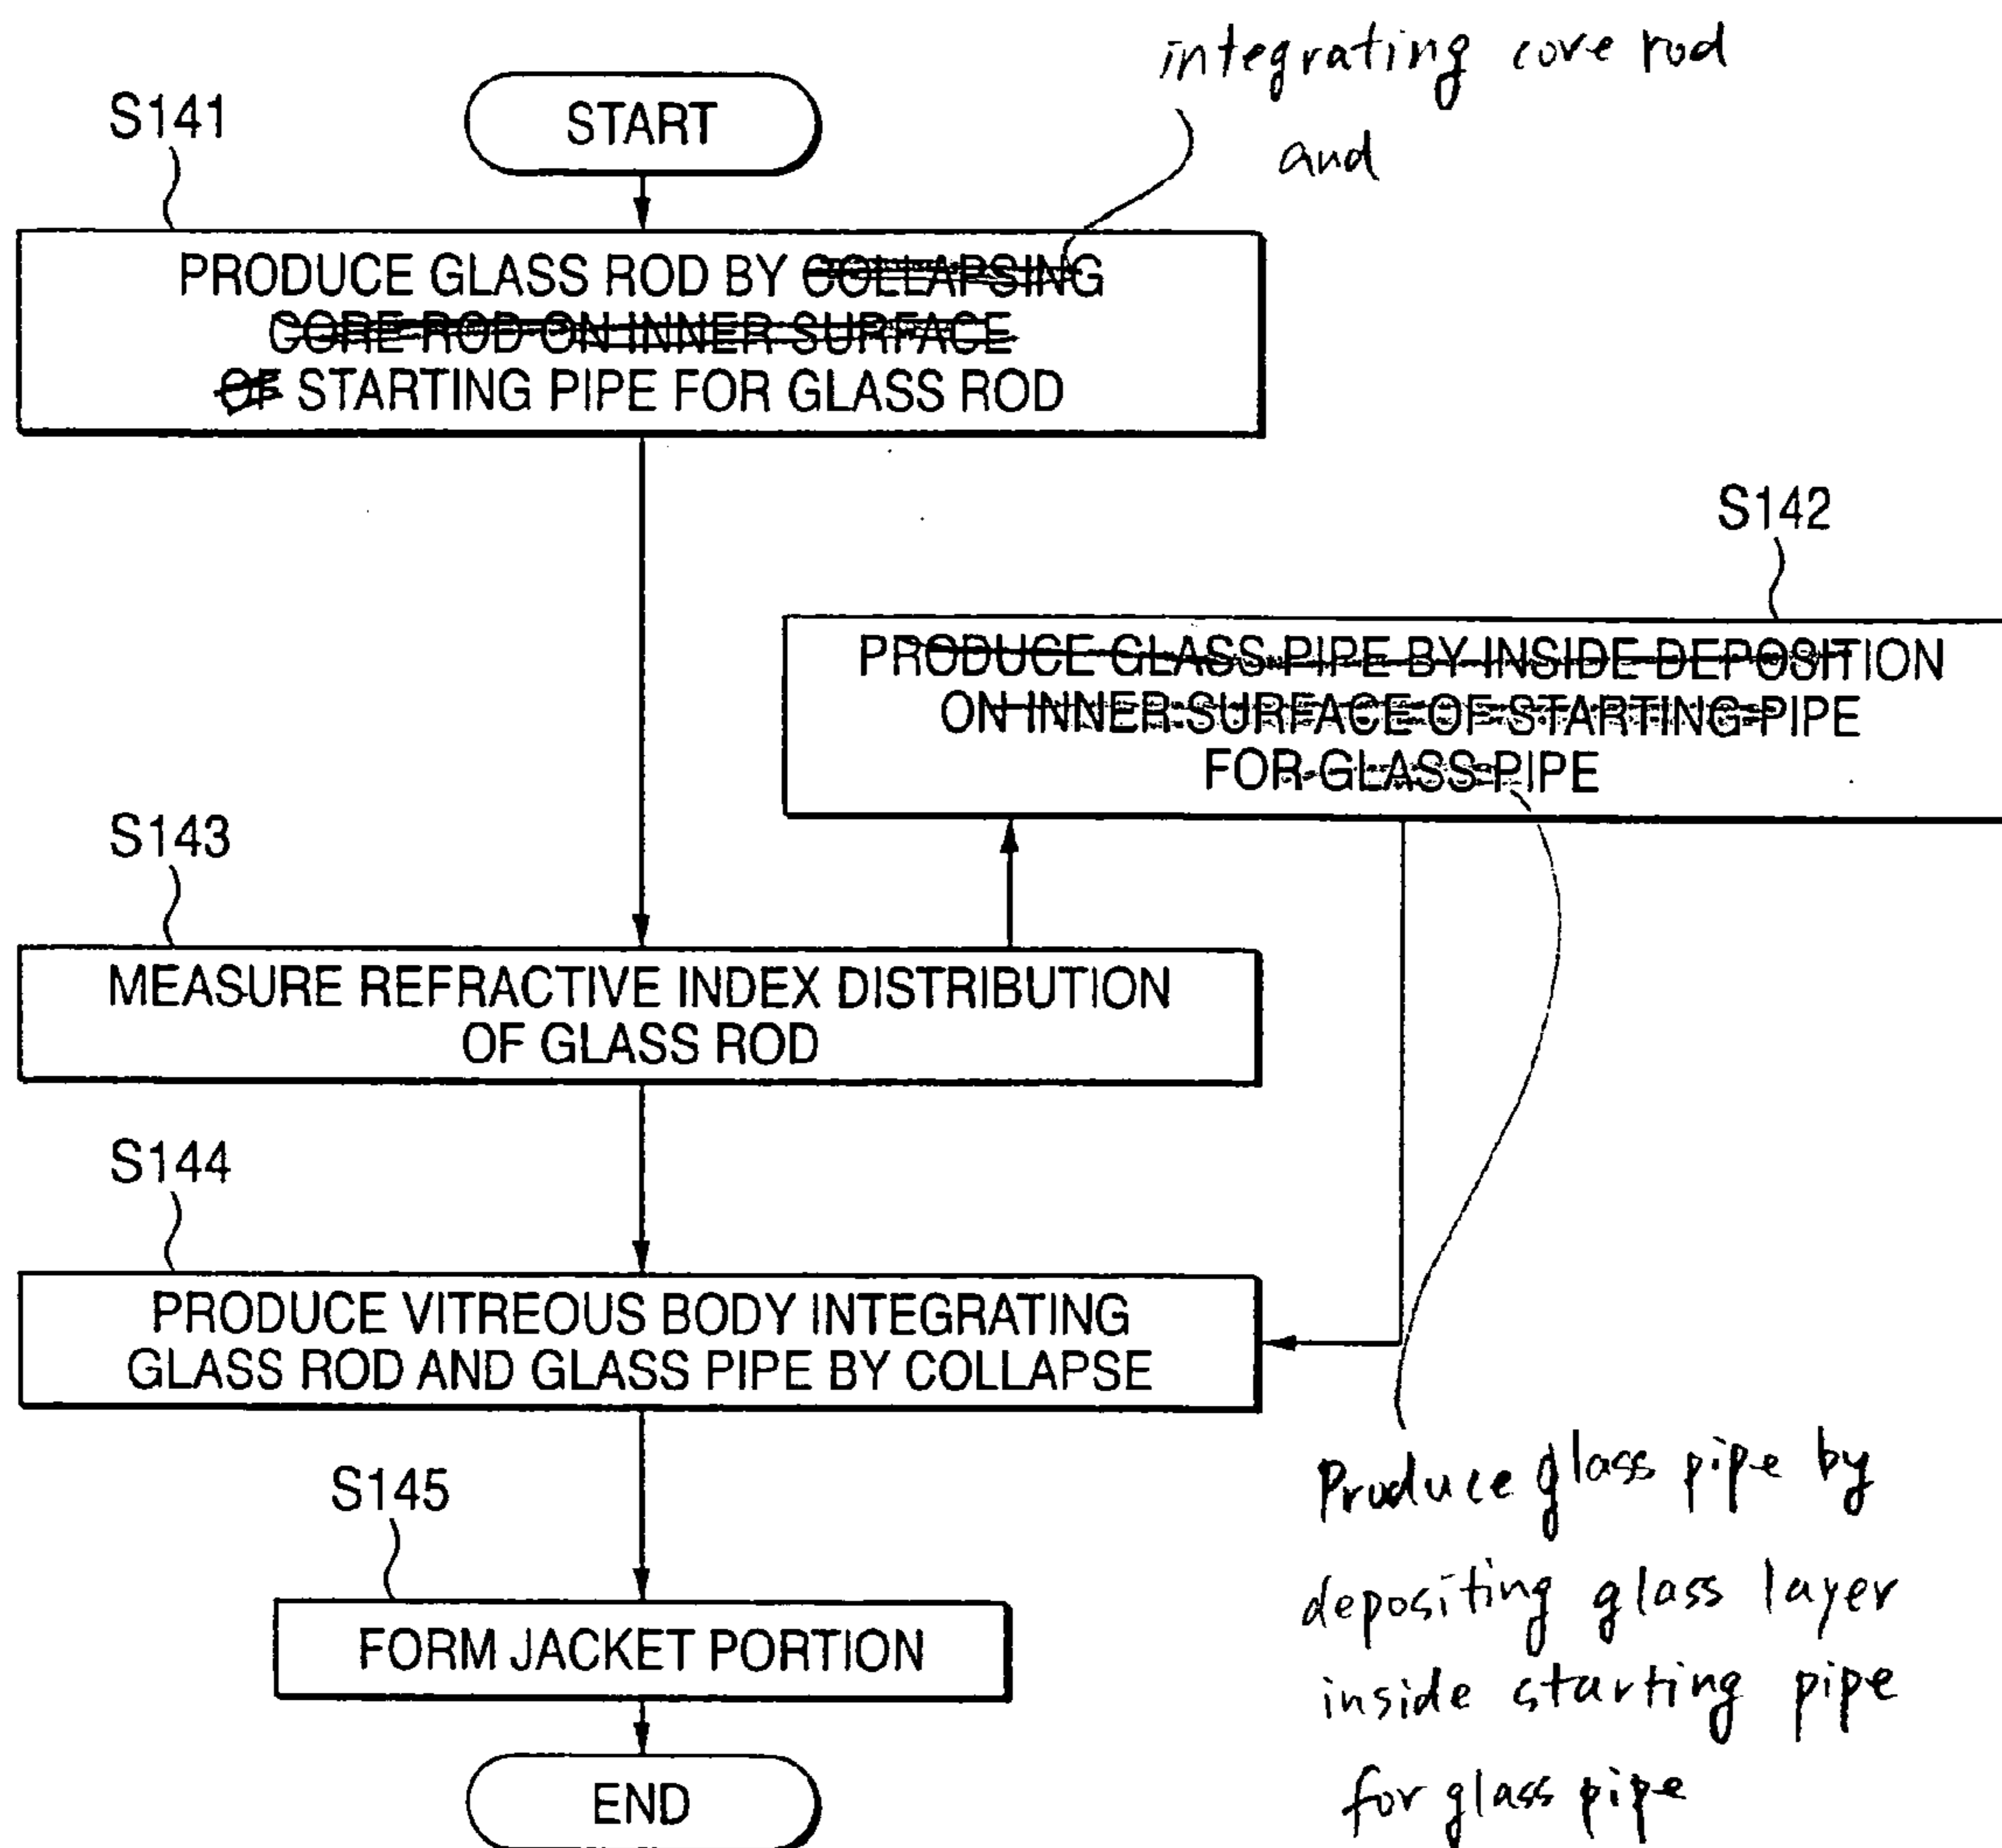 integrating core rod
and
S141
START
PRODUCE GLASS ROD BY COLLAPSING
CORE ROD ON INNER SURFACE
OF STARTING PIPE FOR GLASS ROD
S142
PRODUCE GLASS PIPE BY INSIDE DEPOSITION
ON INNER SURFACE OF STARTING PIPE
FOR GLASS PIPE
S143
MEASURE REFRACTIVE INDEX DISTRIBUTION
OF GLASS ROD
S144
PRODUCE VITREOUS BODY INTEGRATING
GLASS ROD AND GLASS PIPE BY COLLAPSE
Produce glass pipe by
depositing glass layer
inside starting pipe
for glass pipe
S145
FORM JACKET PORTION
END